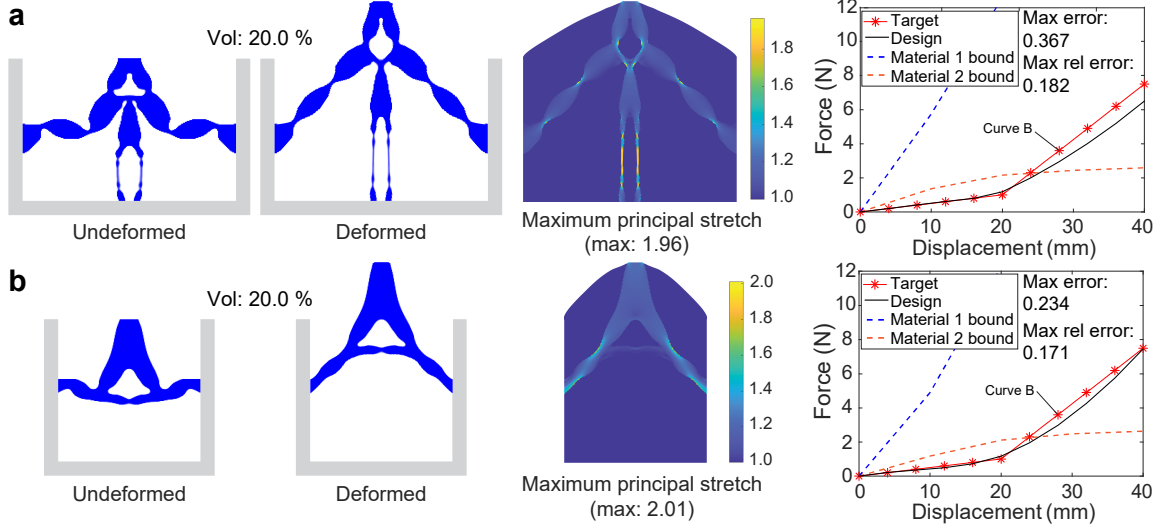 a
Vol: 20.0 %
Undeformed
Deformed
1.8
1.6
1.4
1.2
1.0
Maximum principal stretch
(max: 1.96)
12
10
8
6
4
2
0
Force (N)
0
10
20
30
40
Displacement (mm)
Target
Design
Material 1 bound
Material 2 bound
Max error:
0.367
Max rel error:
0.182
Curve B
b
Vol: 20.0 %
Undeformed
Deformed
2.0
1.8
1.6
1.4
1.2
1.0
Maximum principal stretch
(max: 2.01)
12
10
8
6
4
2
0
Force (N)
0
10
20
30
40
Displacement (mm)
Target
Design
Material 1 bound
Material 2 bound
Max error:
0.234
Max rel error:
0.171
Curve B